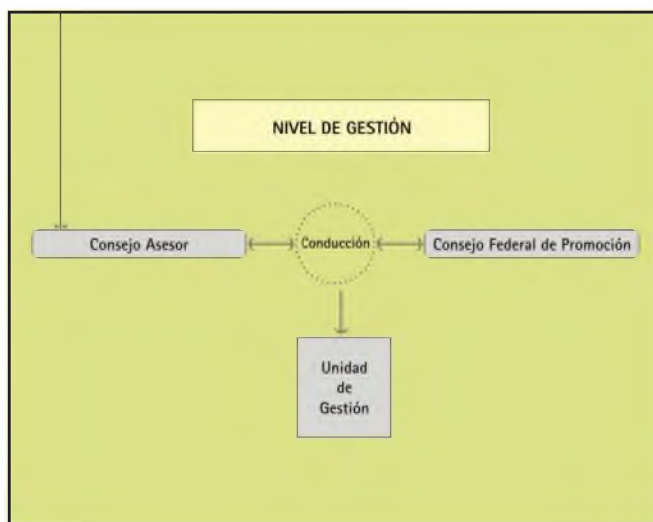 NIVEL DE GESTIÓN
Consejo Asesor
Conducción
Consejo Federal de Promoción
Unidad
de
Gestión